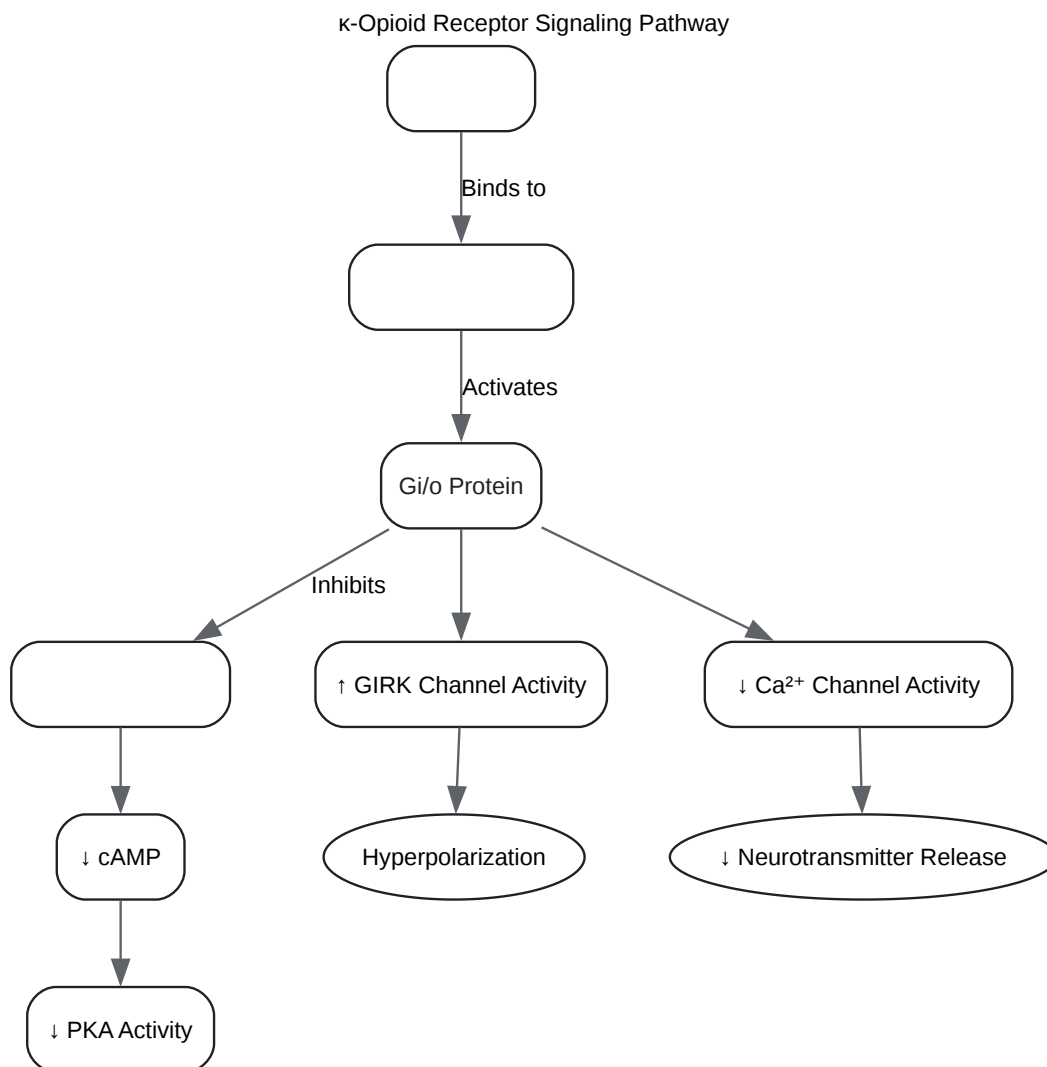 κ-Opioid Receptor Signaling Pathway
Binds to
Activates
Gi/o Protein
Inhibits
↑ GIRK Channel Activity
↓ Ca²⁺ Channel Activity
↓ cAMP
Hyperpolarization
↓ Neurotransmitter Release
↓ PKA Activity